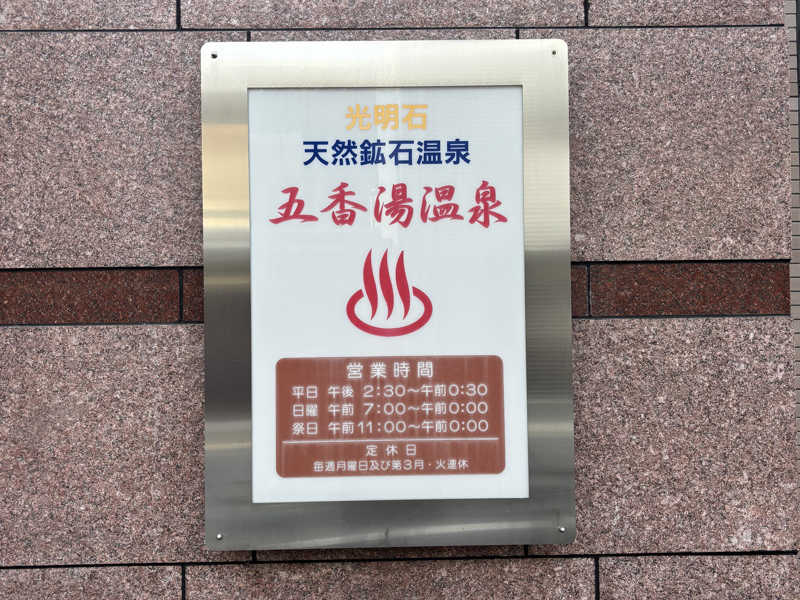 光明石
天然鉱石温泉
五香湯温泉
営業時間
平日 午後 2:30〜午前0:30
日曜 午前 7:00〜午前0:00
祭日 午前11:00〜午前0:00
定休日
毎週月曜日及び第3月・火連休